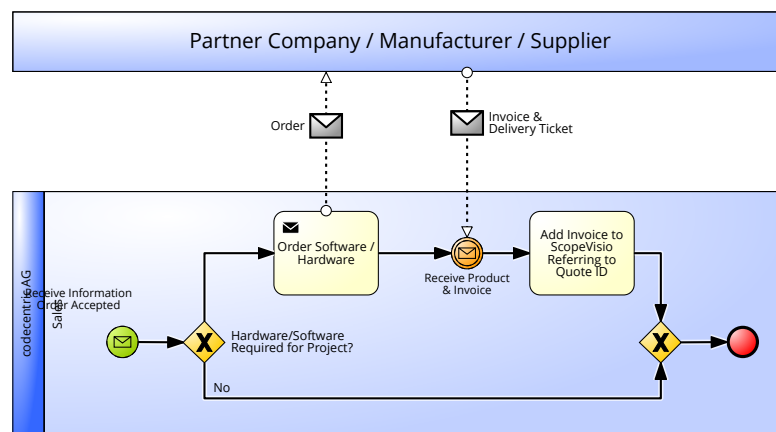 Partner Company / Manufacturer / Supplier
Order
Invoice &
Delivery Ticket
codecentric AG
Sales
Receive Information
Order Accepted
Hardware/Software
Required for Project?
No
Order Software /
Hardware
Receive Product
& Invoice
Add Invoice to
ScopeVisio
Referring to
Quote ID